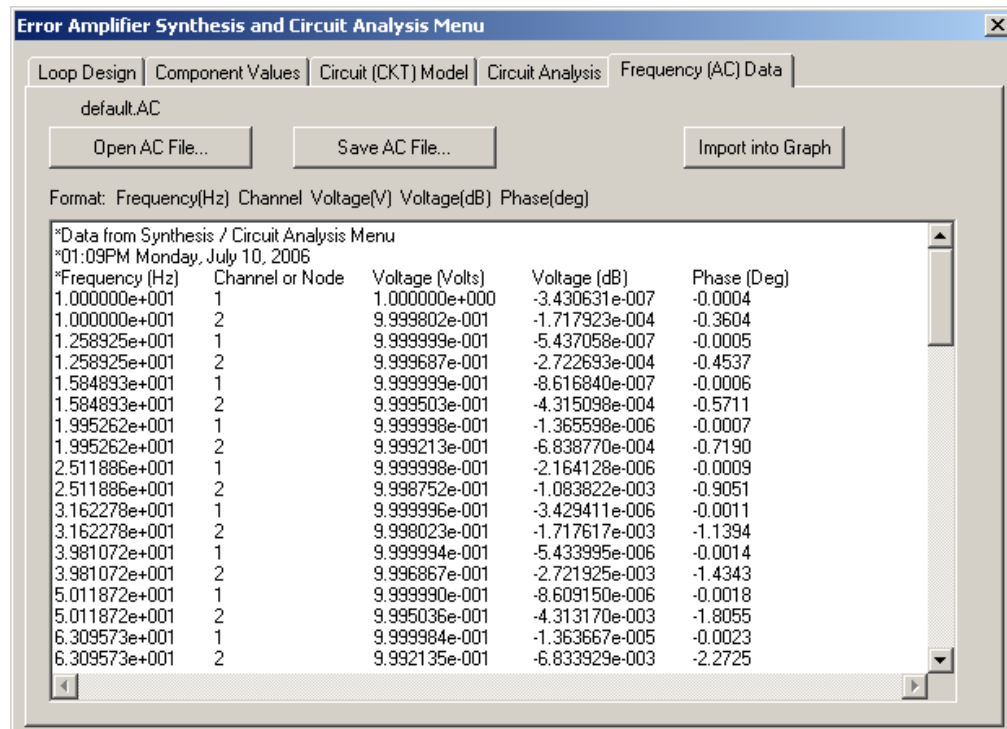 Error Amplifier Synthesis and Circuit Analysis Menu
Loop Design Component Values Circuit (CKT) Model Circuit Analysis Frequency (AC) Data
default.AC
Open AC File... Save AC File... Import into Graph
Format: Frequency(Hz) Channel Voltage(V) Voltage(dB) Phase(deg)
*Data from Synthesis / Circuit Analysis Menu
*01:09PM Monday, July 10, 2006
*Frequency (Hz) Channel or Node Voltage (Volts) Voltage (dB) Phase (Deg)
1.000000e+001 1 1.000000e+000 -3.430631e-007 -0.0004
1.000000e+001 2 9.999802e-001 -1.717923e-004 -0.3604
1.258925e+001 1 9.999999e-001 -5.437058e-007 -0.0005
1.258925e+001 2 9.999687e-001 -2.722693e-004 -0.4537
1.584893e+001 1 9.999999e-001 -8.616840e-007 -0.0006
1.584893e+001 2 9.999503e-001 -4.315098e-004 -0.5711
1.995262e+001 1 9.999998e-001 -1.365598e-006 -0.0007
1.995262e+001 2 9.999213e-001 -6.838770e-004 -0.7190
2.511886e+001 1 9.999998e-001 -2.164128e-006 -0.0009
2.511886e+001 2 9.998752e-001 -1.083822e-003 -0.9051
3.162278e+001 1 9.999996e-001 -3.429411e-006 -0.0011
3.162278e+001 2 9.998023e-001 -1.717617e-003 -1.1394
3.981072e+001 1 9.999994e-001 -5.433995e-006 -0.0014
3.981072e+001 2 9.996867e-001 -2.721925e-003 -1.4343
5.011872e+001 1 9.999990e-001 -8.609150e-006 -0.0018
5.011872e+001 2 9.995036e-001 -4.313170e-003 -1.8055
6.309573e+001 1 9.999984e-001 -1.363667e-005 -0.0023
6.309573e+001 2 9.992135e-001 -6.833929e-003 -2.2725